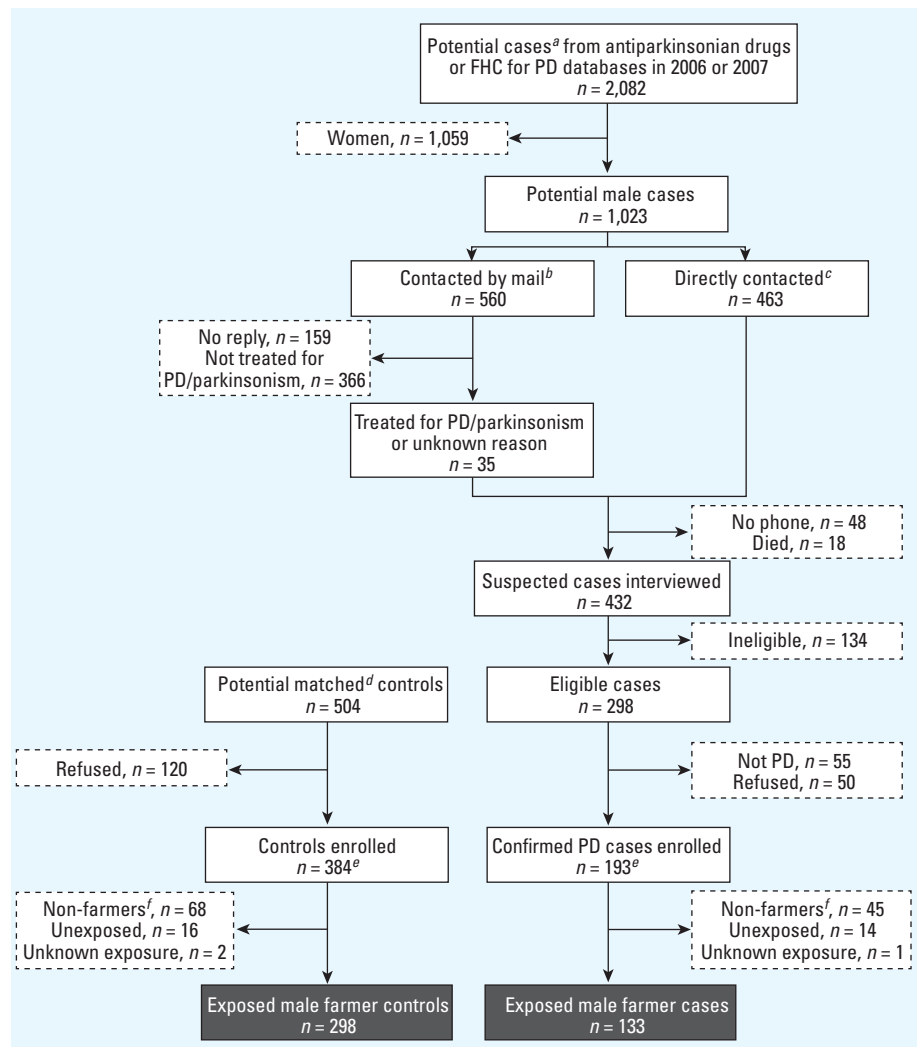 Potential cases^a from antiparkinsonian drugs
or FHC for PD databases in 2006 or 2007
n = 2,082
Women, n = 1,059
Potential male cases
n = 1,023
Contacted by mail^b
n = 560
Directly contacted^c
n = 463
No reply, n = 159
Not treated for
PD/parkinsonism, n = 366
Treated for PD/parkinsonism
or unknown reason
n = 35
No phone, n = 48
Died, n = 18
Suspected cases interviewed
n = 432
Ineligible, n = 134
Potential matched^d controls
n = 504
Eligible cases
n = 298
Refused, n = 120
Not PD, n = 55
Refused, n = 50
Controls enrolled
n = 384^e
Confirmed PD cases enrolled
n = 193^e
Non-farmers^f, n = 68
Unexposed, n = 16
Unknown exposure, n = 2
Non-farmers^f, n = 45
Unexposed, n = 14
Unknown exposure, n = 1
Exposed male farmer controls
n = 298
Exposed male farmer cases
n = 133